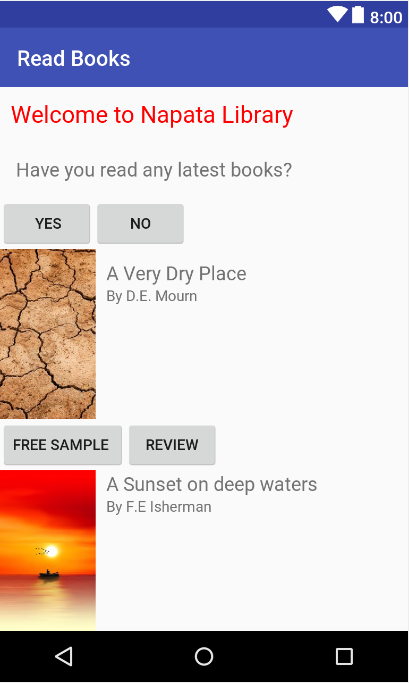 8:00
Read Books
Welcome to Napata Library
Have you read any latest books?
YES NO
A Very Dry Place
By D.E. Mourn
FREE SAMPLE REVIEW
A Sunset on deep waters
By F.E Isherman